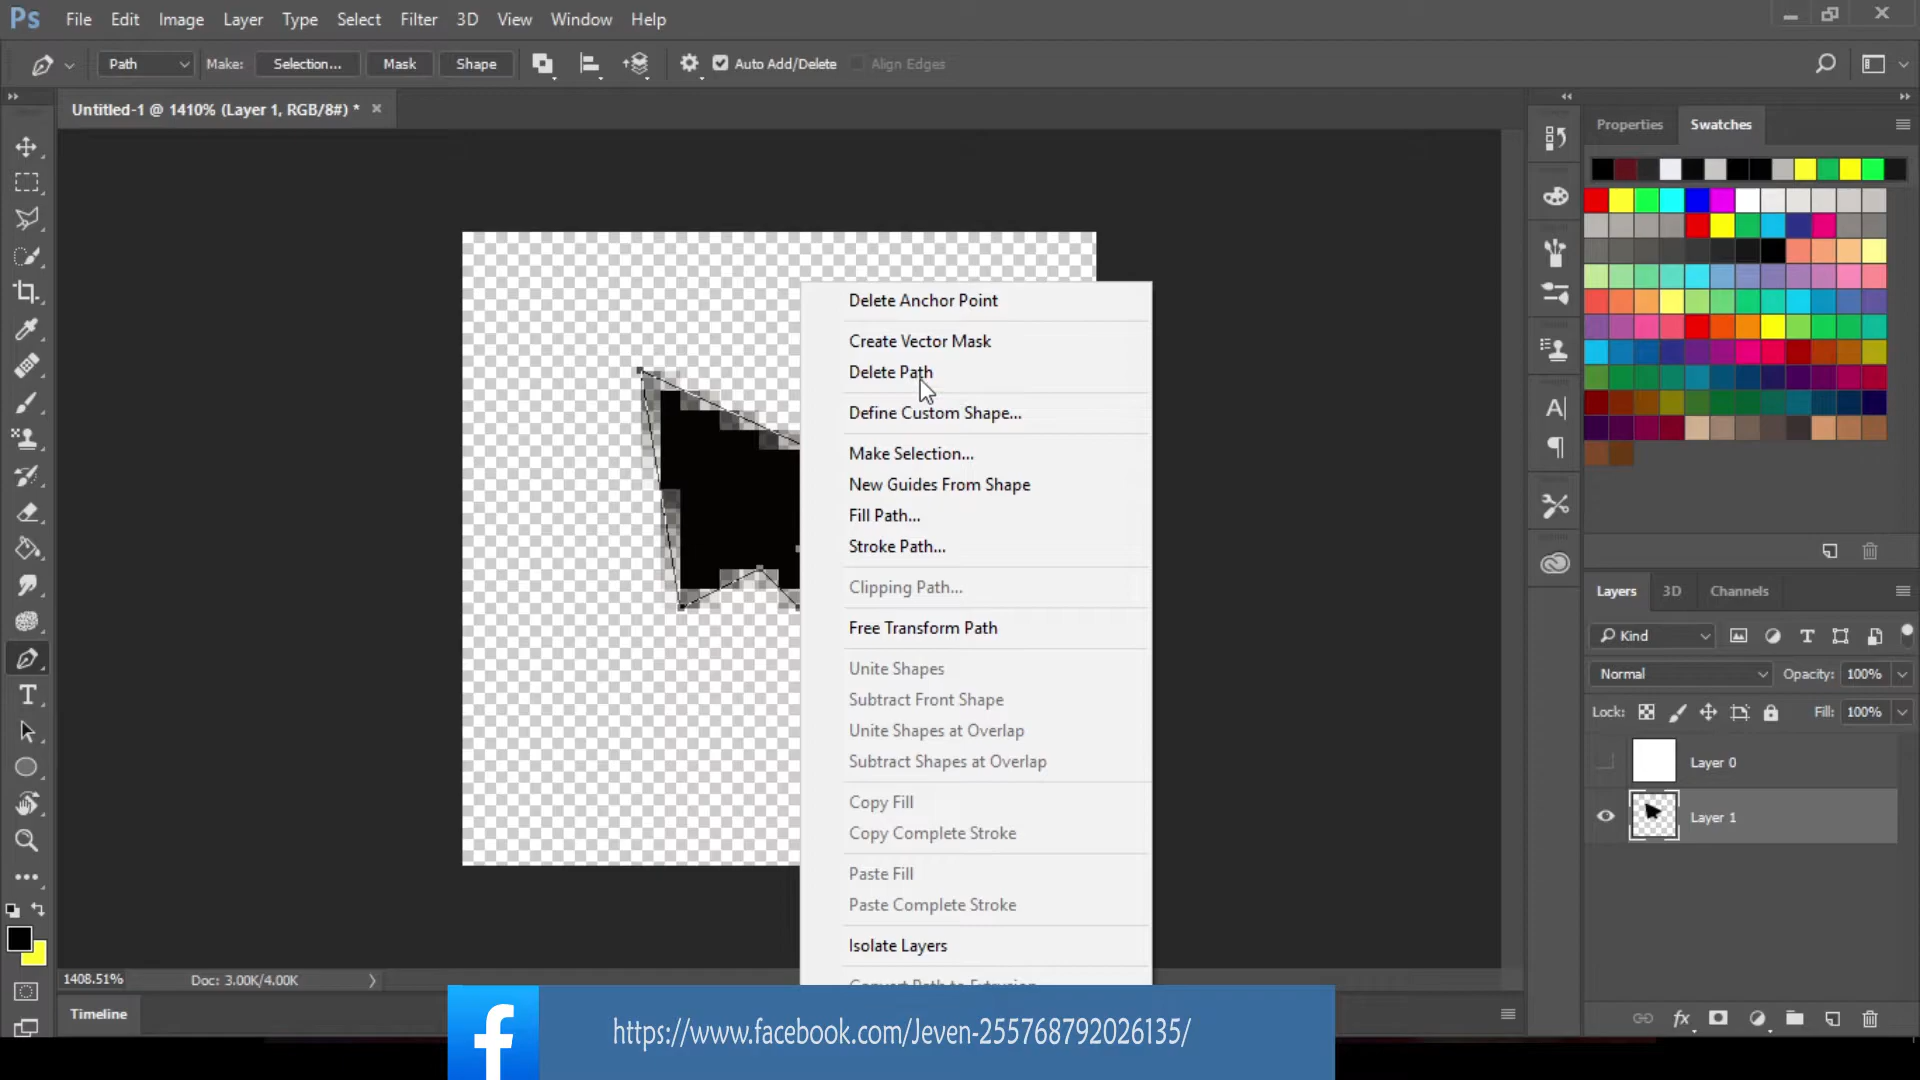 Ps File Edit Image Layer Type Select Filter 3D View Window Help
Path Make: Selection... Mask Shape Auto Add/Delete Align Edges
Untitled-1 @ 1410% (Layer 1, RGB/8#) *
Properties Swatches
Delete Anchor Point
Create Vector Mask
Delete Path
Define Custom Shape...
Make Selection...
New Guides From Shape
Fill Path...
Stroke Path...
Clipping Path...
Free Transform Path
Unite Shapes
Subtract Front Shape
Unite Shapes at Overlap
Subtract Shapes at Overlap
Copy Fill
Copy Complete Stroke
Paste Fill
Paste Complete Stroke
Isolate Layers
Convert Path to Extrusion
Layers 3D Channels
Kind
Normal Opacity: 100%
Lock: Fill: 100%
Layer 0
Layer 1
1408.51% Doc: 3.00K/4.00K
Timeline
https://www.facebook.com/Jeven-255768792026135/